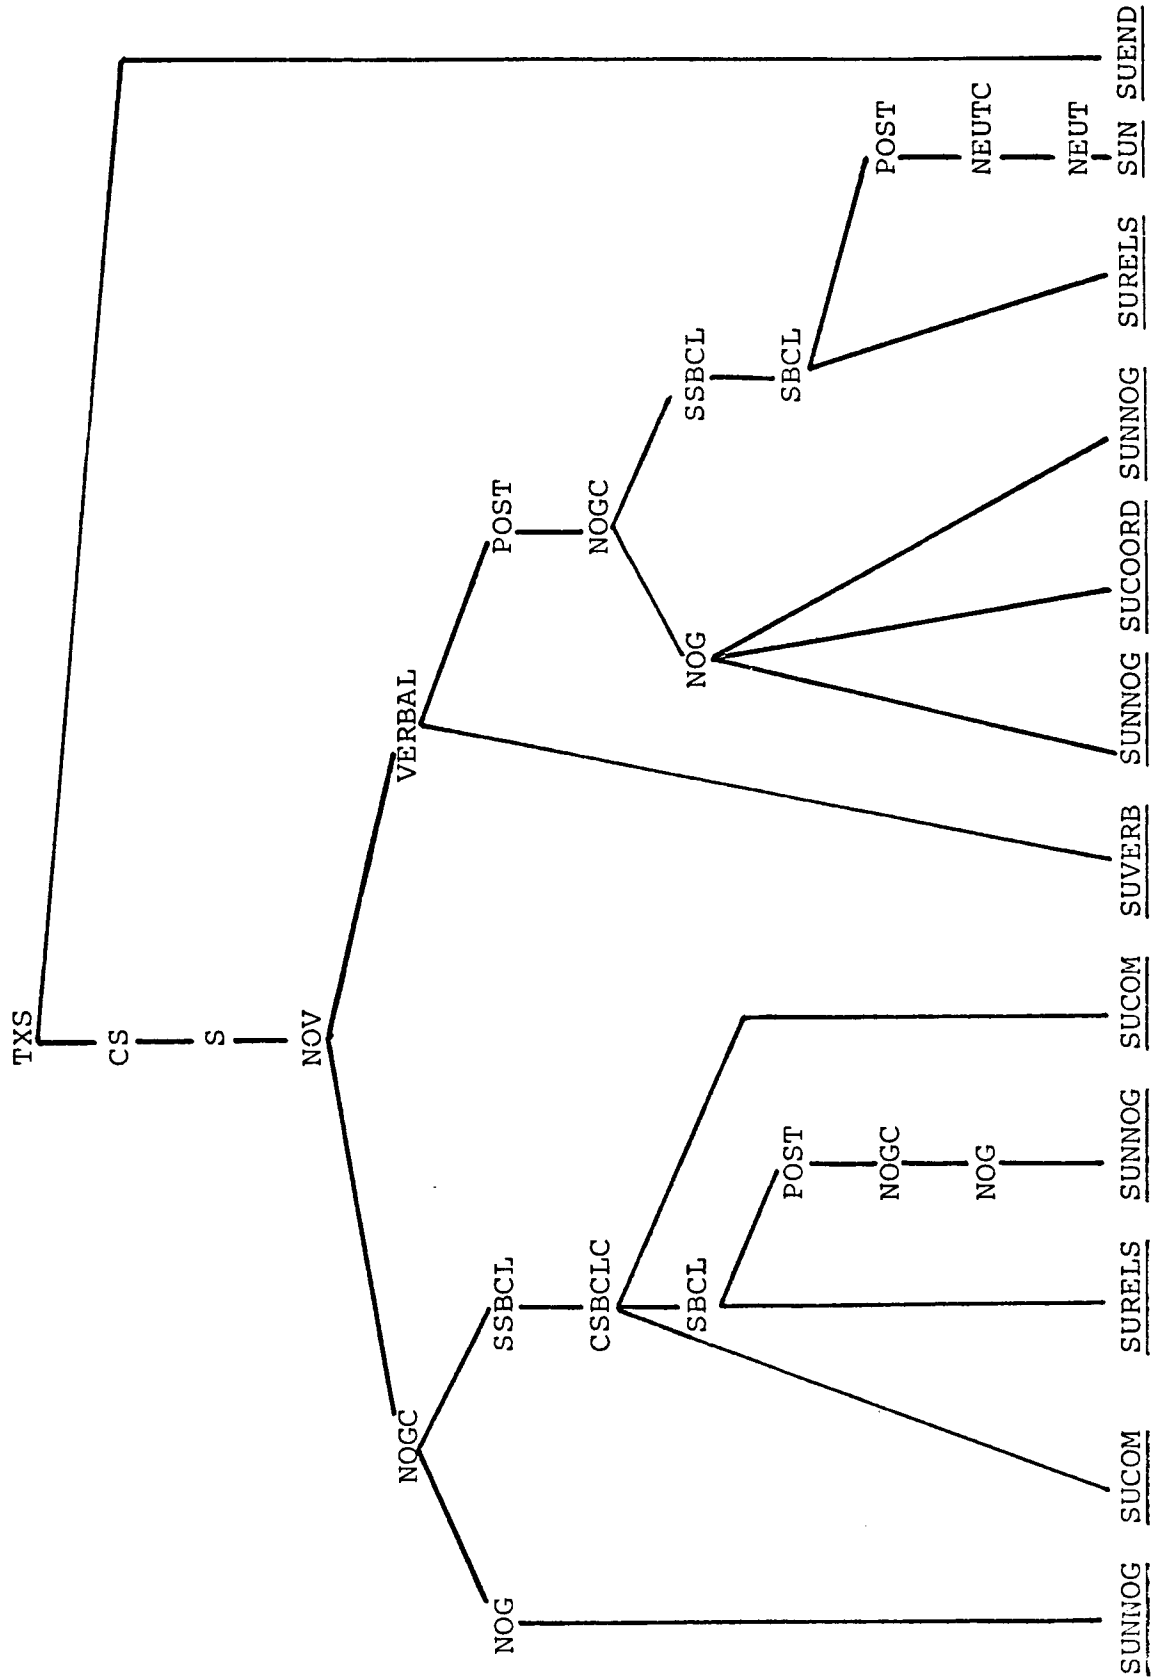 TXS
CS
S
NOV
NOGC VERBAL
NOG SSBCL POST
CSBCLC NOGC
SBCL NOG SSBCL
POST SBCL
NOGC POST
NOG NEUTC
NEUT
SUNNOG SUCOM SURELS SUNNOG SUCOM SUVERB SUNNOG SUCOORD SUNNOG SURELS SUN SUEND